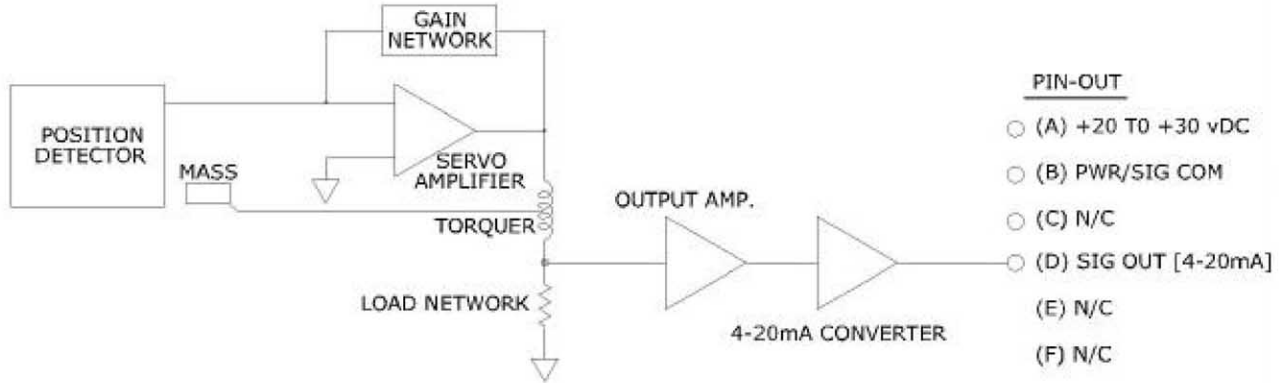 GAIN
NETWORK
POSITION
DETECTOR
MASS
SERVO
AMPLIFIER
TORQUER
LOAD NETWORK
OUTPUT AMP.
4-20mA CONVERTER
PIN-OUT
(A) +20 T0 +30 vDC
(B) PWR/SIG COM
(C) N/C
(D) SIG OUT [4-20mA]
(E) N/C
(F) N/C